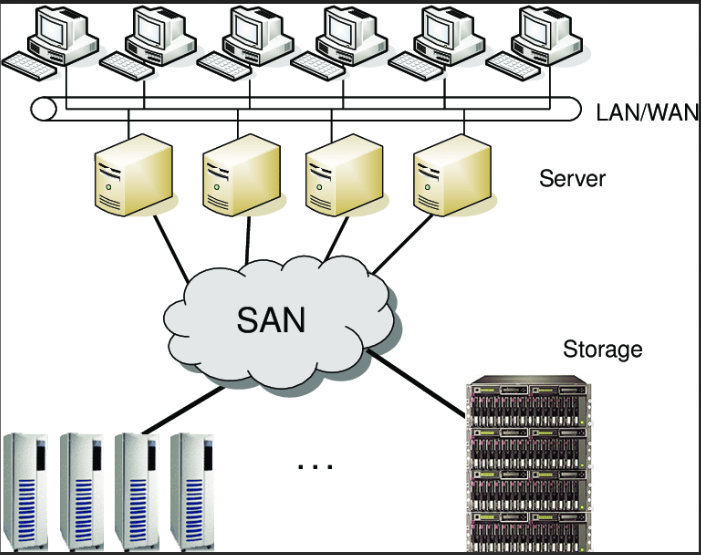 LAN/WAN
Server
SAN
Storage
...